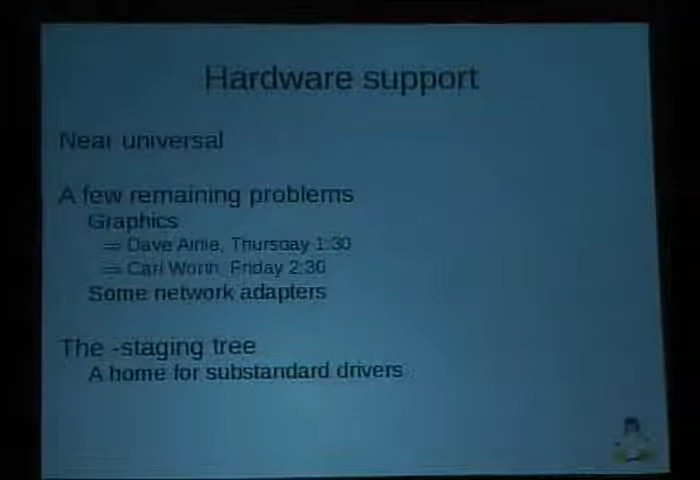 Hardware support
Near universal
A few remaining problems
Graphics
⇒ Dave Airlie, Thursday 1:30
⇒ Carl Worth, Friday 2:30
Some network adapters
The -staging tree
A home for substandard drivers